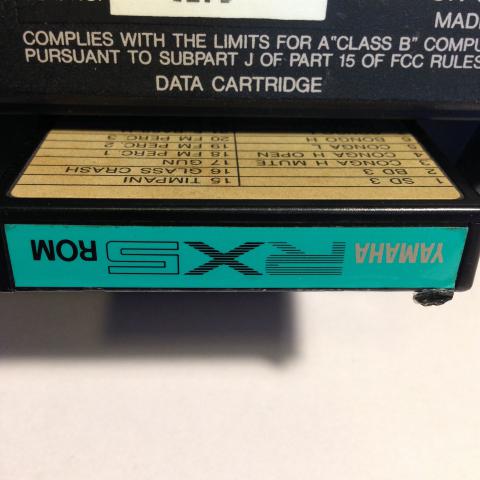 MAD
COMPLIES WITH THE LIMITS FOR A"CLASS B" COMPU
PURSUANT TO SUBPART J OF PART 15 OF FCC RULES
DATA CARTRIDGE
YAMAHA RX5 ROM
1 SD 3
2 BD 3
3 CONGA H MUTE
4 CONGA H OPEN
5 CONGA L
6 BONGO H
15 TIMPANI
16 GLASS CRASH
17 GUN
18 FM PERC 1
19 FM PERC 2
20 FM PERC 3